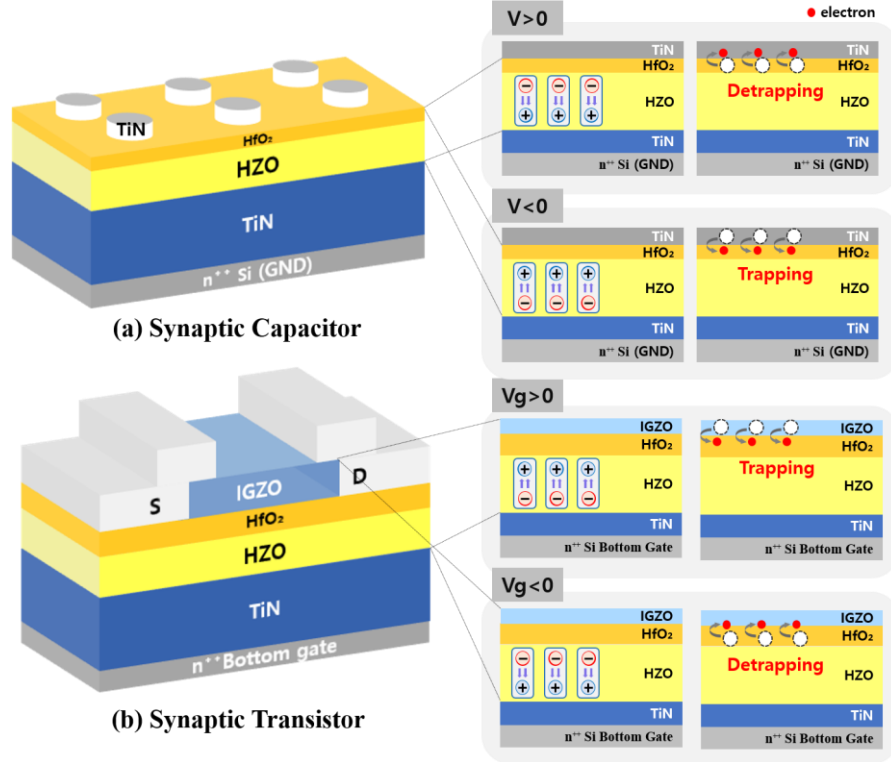 electron
V>0
TiN
HfO₂
HZO
TiN
n⁺⁺ Si (GND)
TiN
HfO₂
HZO
Detrapping
TiN
n⁺⁺ Si (GND)
TiN
HfO₂
HZO
TiN
n⁺⁺ Si (GND)
(a) Synaptic Capacitor
V<0
TiN
HfO₂
HZO
TiN
n⁺⁺ Si (GND)
TiN
HfO₂
Trapping
HZO
TiN
n⁺⁺ Si (GND)
S
IGZO
D
HfO₂
HZO
TiN
n⁺⁺Bottom gate
(b) Synaptic Transistor
Vg>0
IGZO
HfO₂
HZO
TiN
n⁺⁺ Si Bottom Gate
IGZO
HfO₂
Trapping
HZO
TiN
n⁺⁺ Si Bottom Gate
Vg<0
IGZO
HfO₂
HZO
TiN
n⁺⁺ Si Bottom Gate
IGZO
HfO₂
Detrapping
HZO
TiN
n⁺⁺ Si Bottom Gate